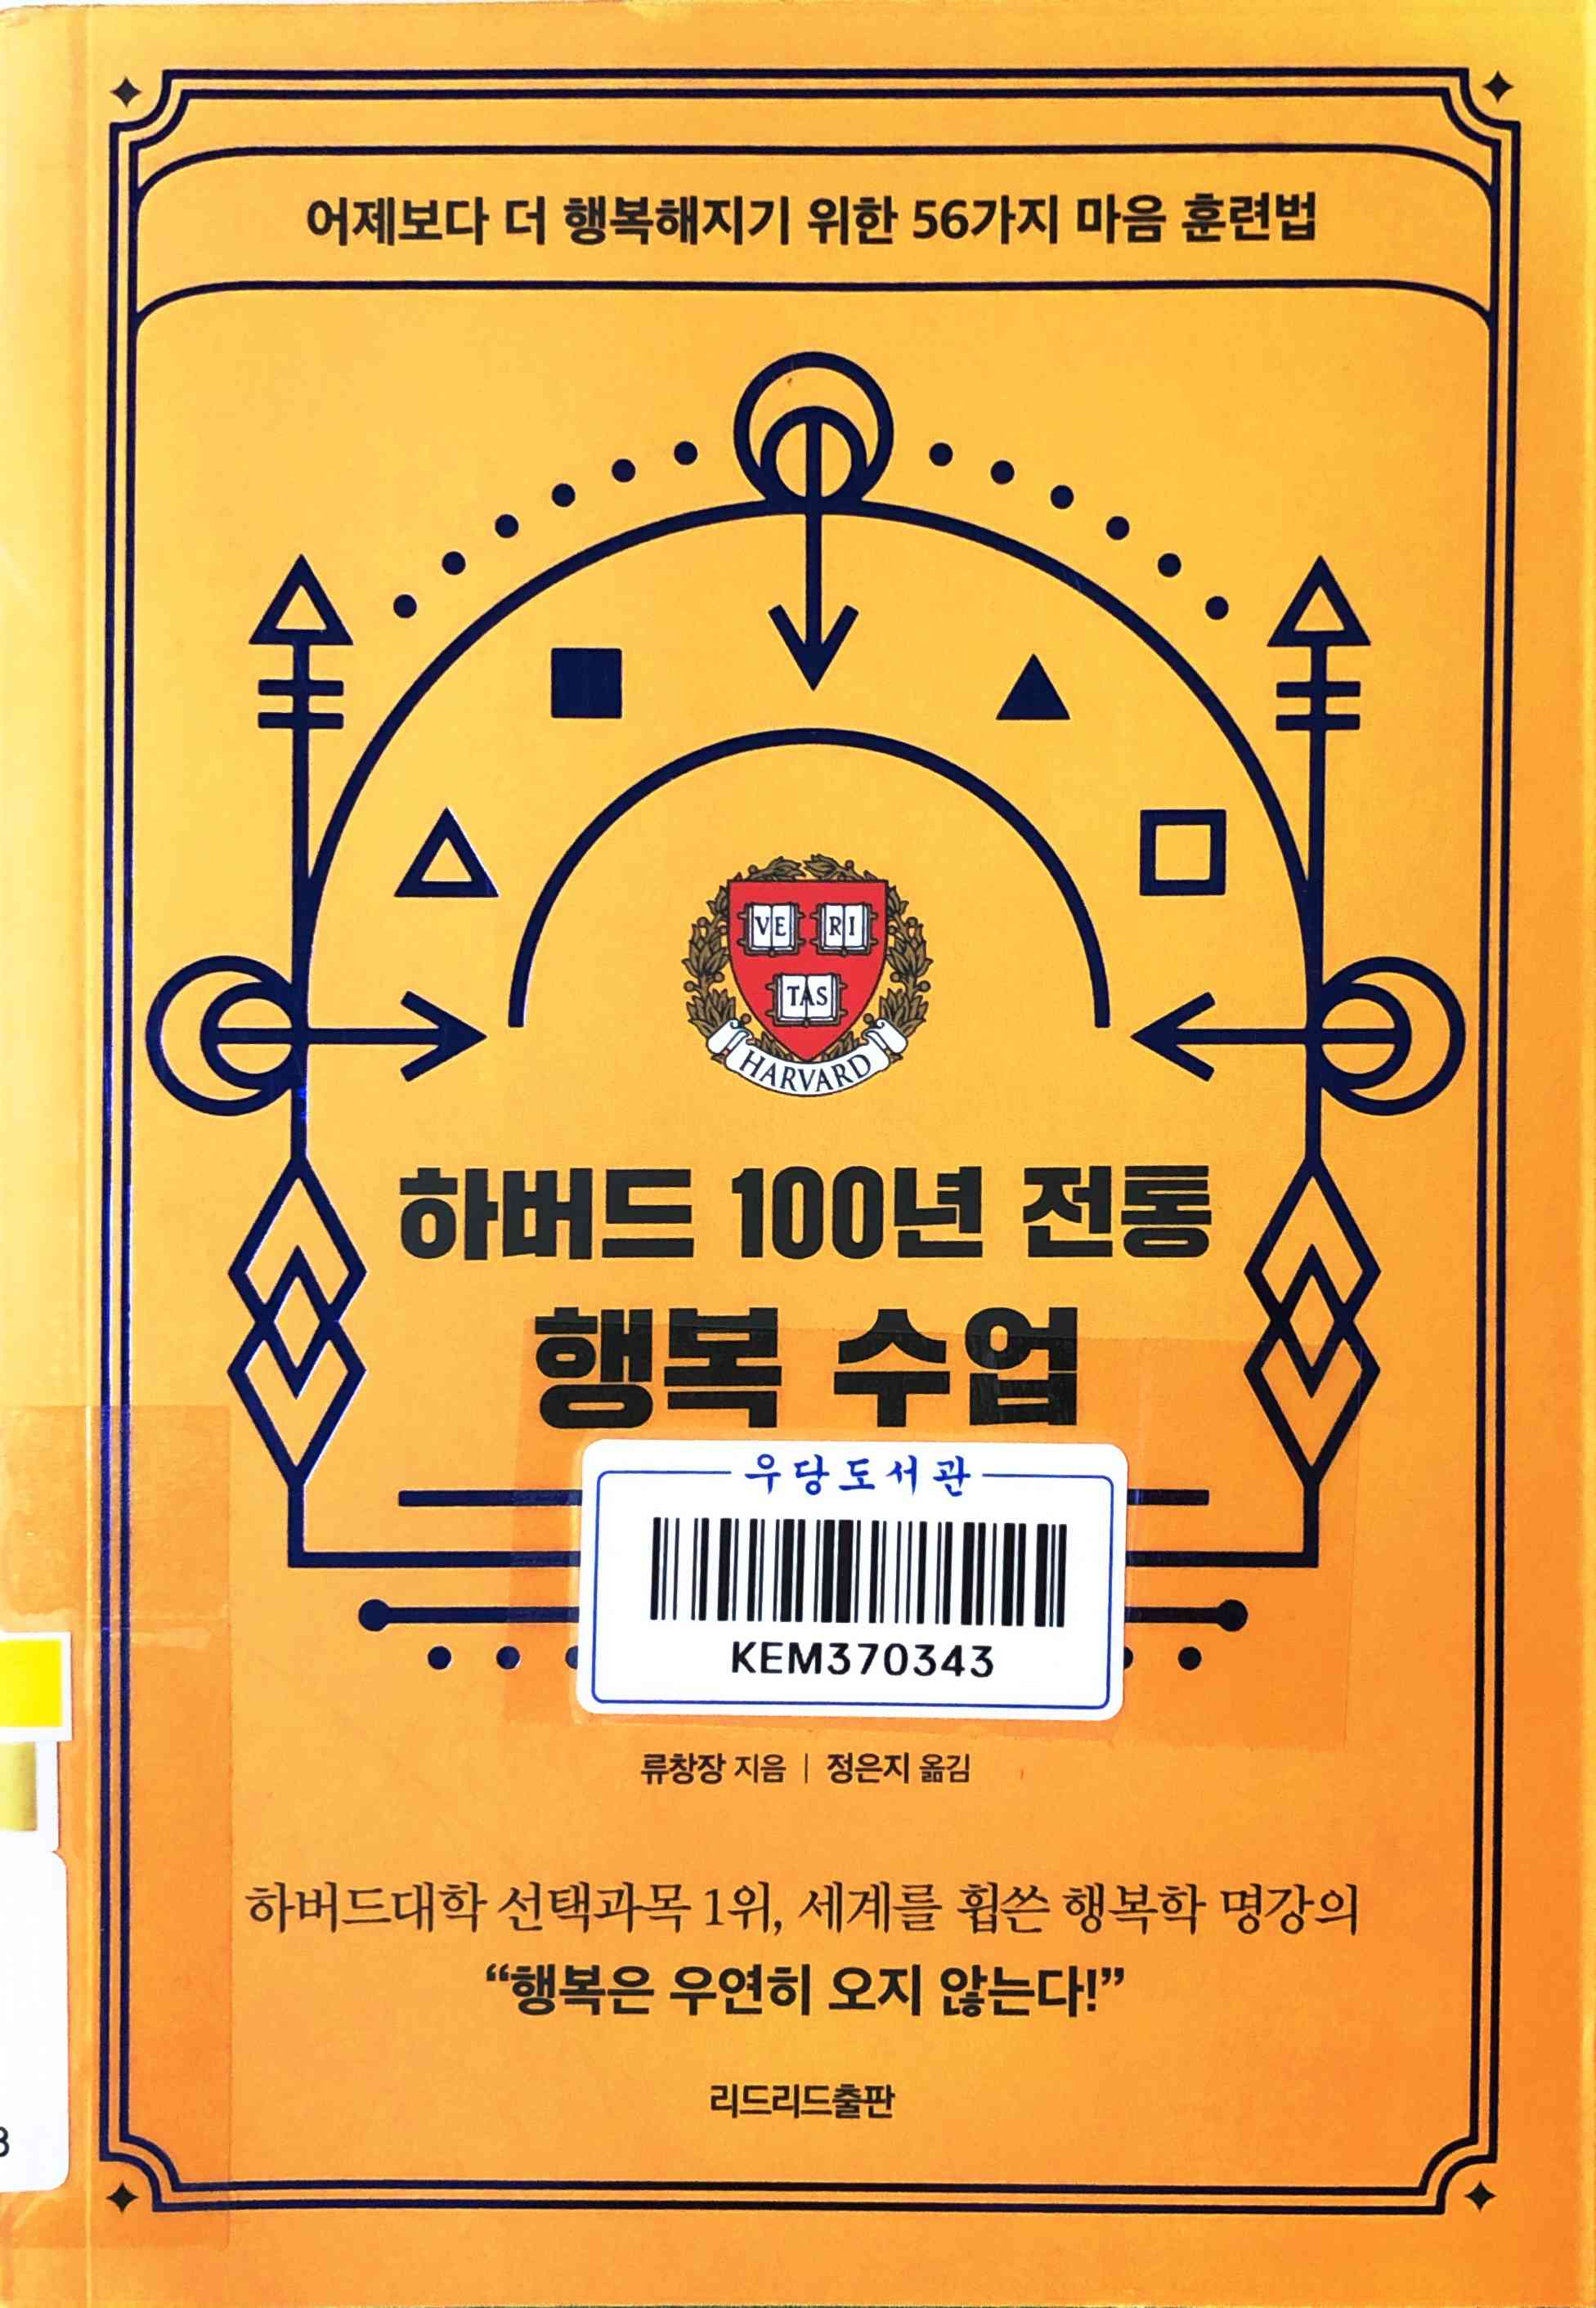 어제보다 더 행복해지기 위한 56가지 마음 훈련법
VE RI
TAS
HARVARD
하버드 100년 전통
행복 수업
우당도서관
KEM370343
류창장 지음 | 정은지 옮김
하버드대학 선택과목 1위, 세계를 휩쓴 행복학 명강의
“행복은 우연히 오지 않는다!”
리드리드출판